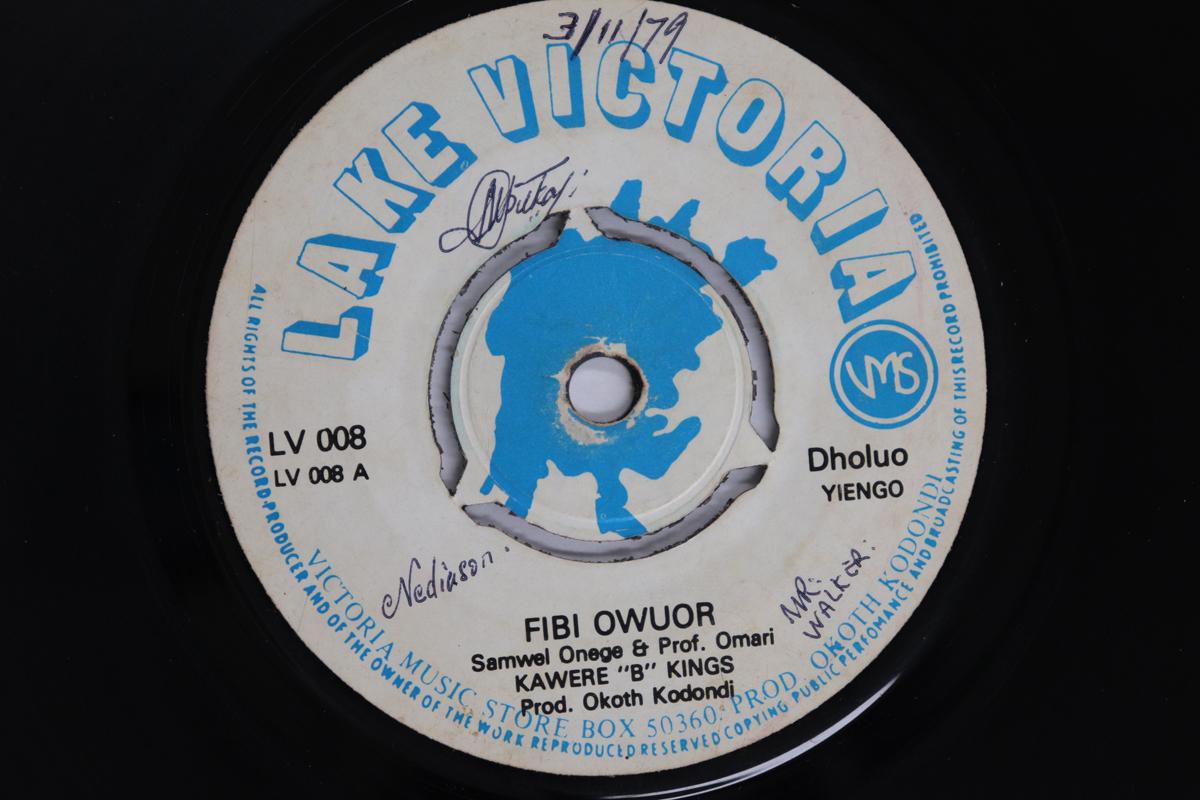 3/11/79
LAKE VICTORIA
VMS
LV 008
LV 008 A
Dholuo
YIENGO
Nediason.
MR.
WALKER.
FIBI OWUOR
Samwel Onege & Prof. Omari
KAWERE "B" KINGS
Prod. Okoth Kodondi
VICTORIA MUSIC STORE BOX 50360. PROD. OKOTH KODONDI
ALL RIGHTS OF THE RECORD PRODUCER AND OF THE OWNER OF THE WORK REPRODUCED RESERVED COPYING PUBLIC PERFOMANCE AND BROADCASTING OF THIS RECORD PROHIBITED